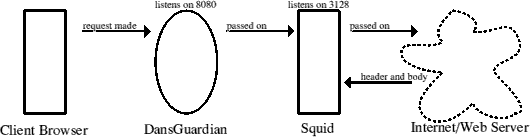 listens on 8080
listens on 3128
request made
passed on
passed on
header and body
Client Browser
DansGuardian
Squid
Internet/Web Server